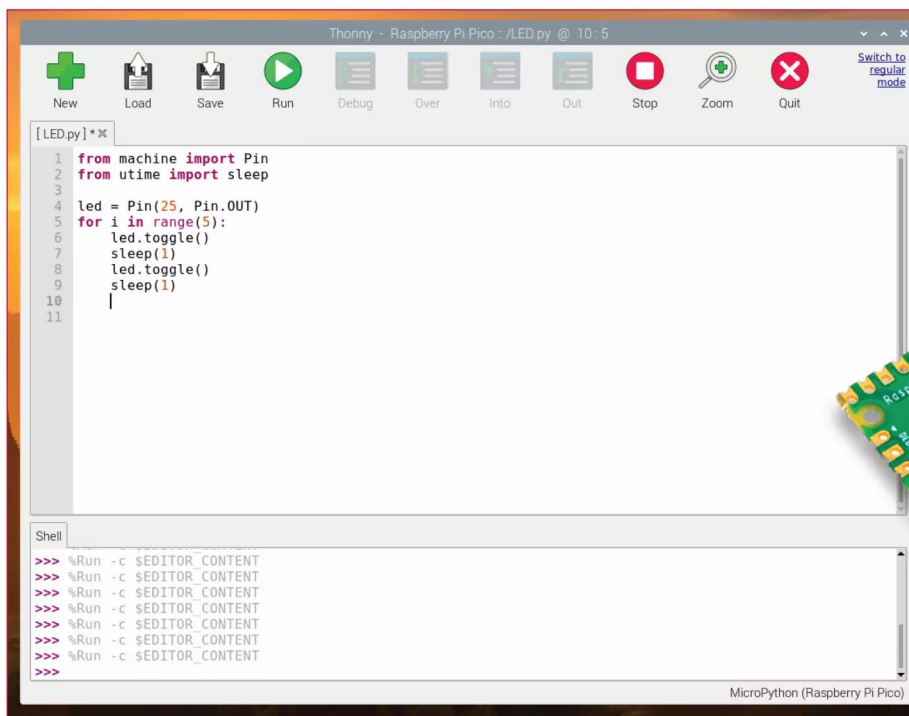 Thonny - Raspberry Pi Pico :: /LED.py @ 10 : 5
Switch to
regular
mode
New Load Save Run Debug Over Into Out Stop Zoom Quit
[ LED.py ] *
1 from machine import Pin
2 from utime import sleep
3
4 led = Pin(25, Pin.OUT)
5 for i in range(5):
6     led.toggle()
7     sleep(1)
8     led.toggle()
9     sleep(1)
10
11
Shell
>>> %Run -c $EDITOR_CONTENT
>>> %Run -c $EDITOR_CONTENT
>>> %Run -c $EDITOR_CONTENT
>>> %Run -c $EDITOR_CONTENT
>>> %Run -c $EDITOR_CONTENT
>>> %Run -c $EDITOR_CONTENT
>>> %Run -c $EDITOR_CONTENT
>>>
MicroPython (Raspberry Pi Pico)